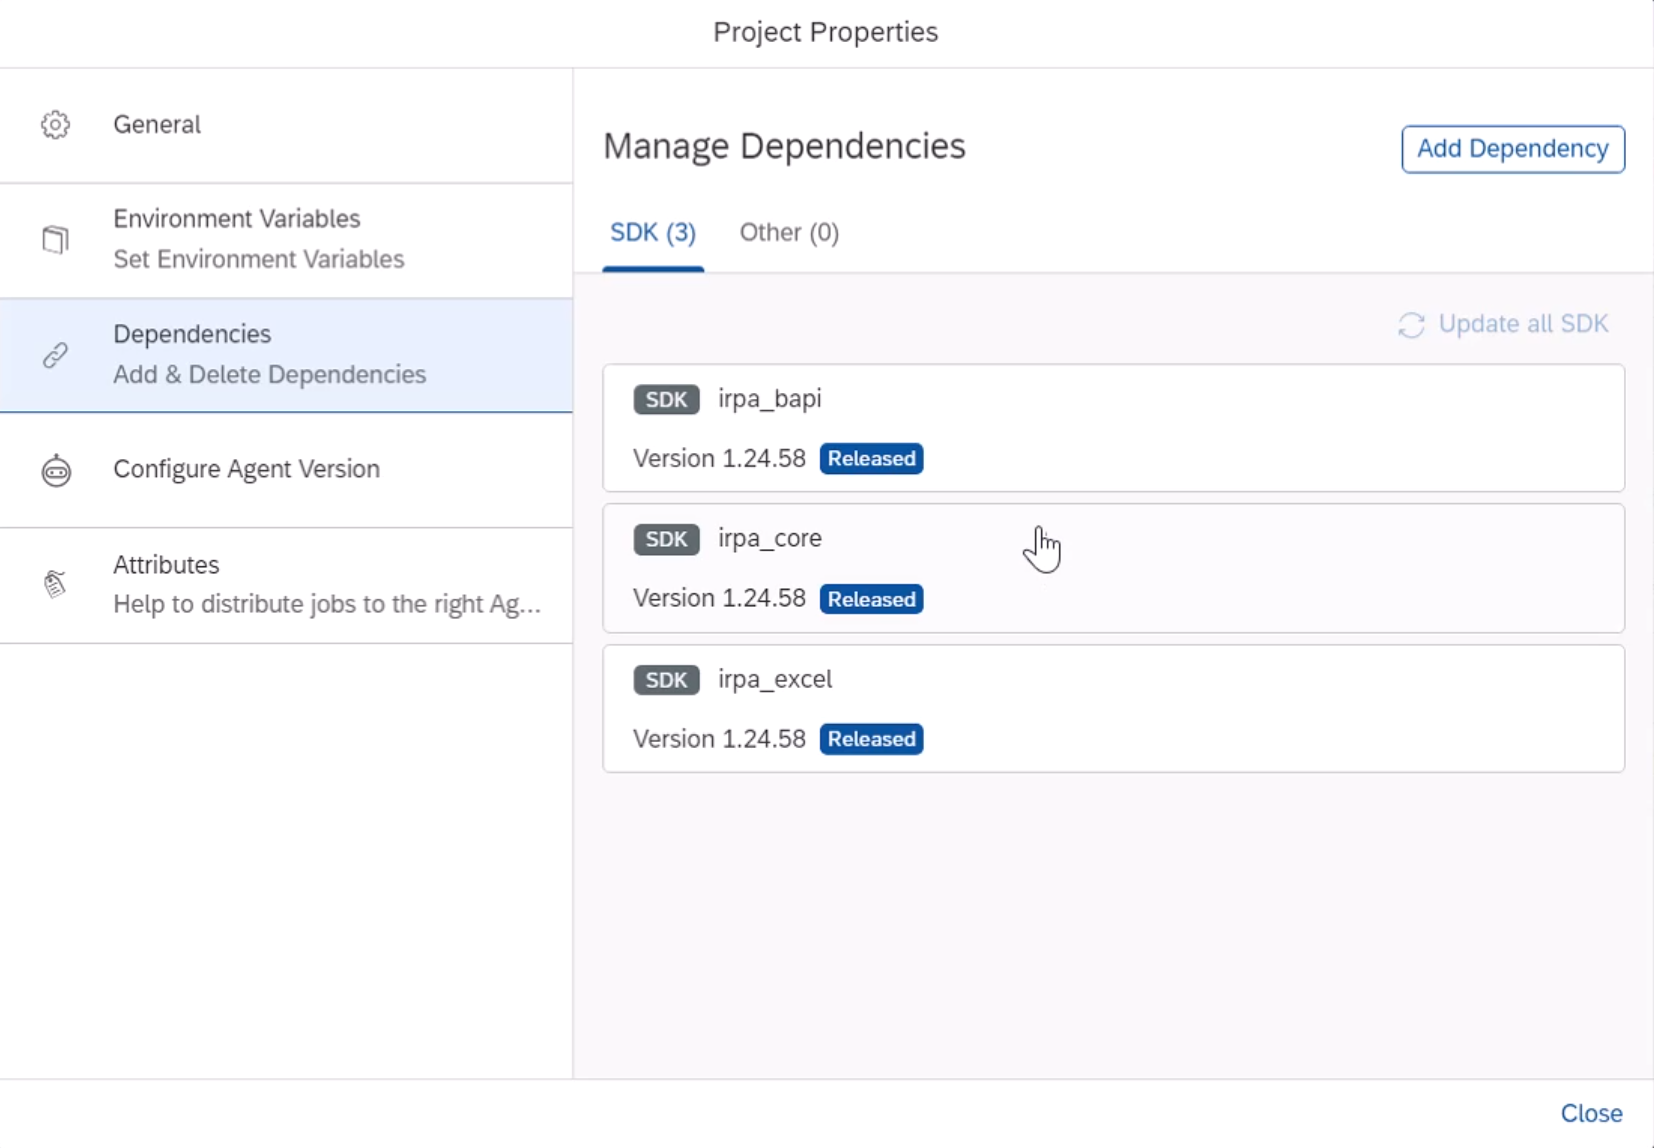 Project Properties
General
Environment Variables
Set Environment Variables
Dependencies
Add & Delete Dependencies
Configure Agent Version
Attributes
Help to distribute jobs to the right Ag...
Manage Dependencies
Add Dependency
SDK (3) Other (0)
Update all SDK
SDK irpa_bapi
Version 1.24.58 Released
SDK irpa_core
Version 1.24.58 Released
SDK irpa_excel
Version 1.24.58 Released
Close